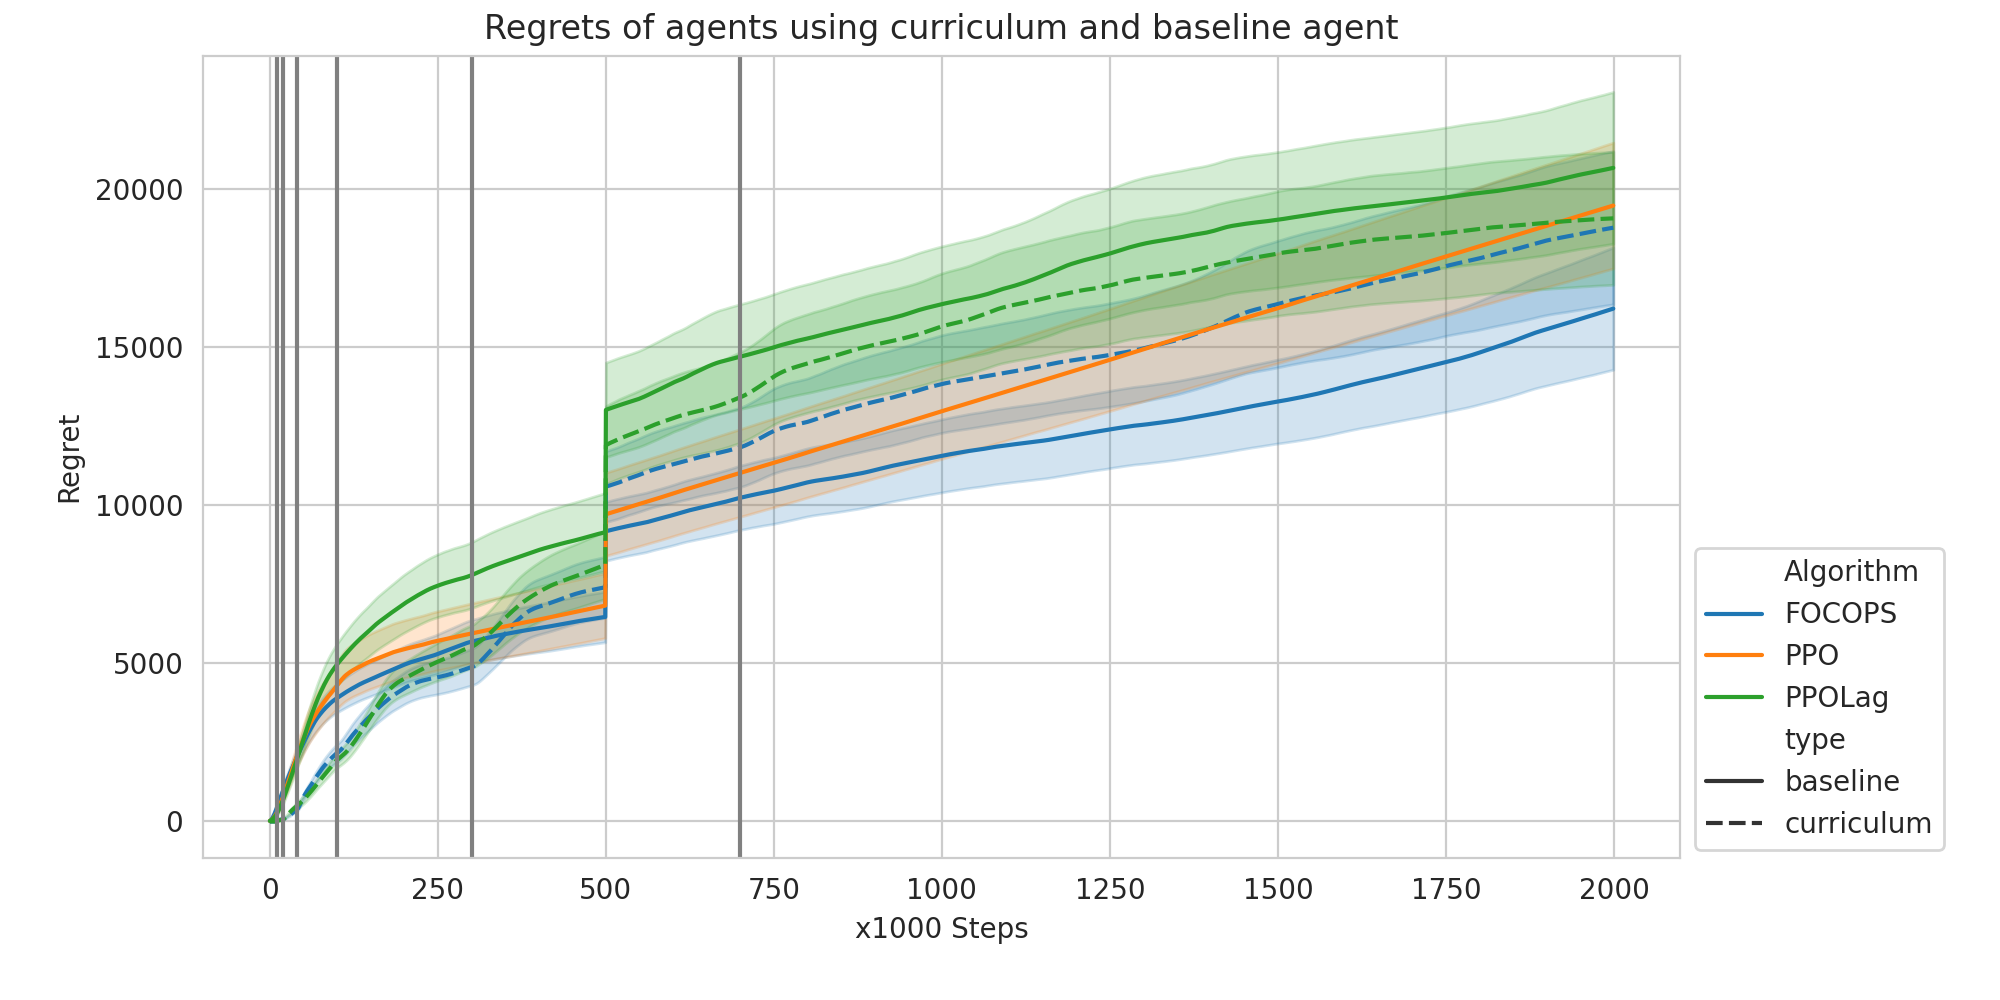 Regrets of agents using curriculum and baseline agent
Regret
20000
15000
10000
5000
0
0 250 500 750 1000 1250 1500 1750 2000
x1000 Steps
Algorithm
FOCOPS
PPO
PPOLag
type
baseline
curriculum